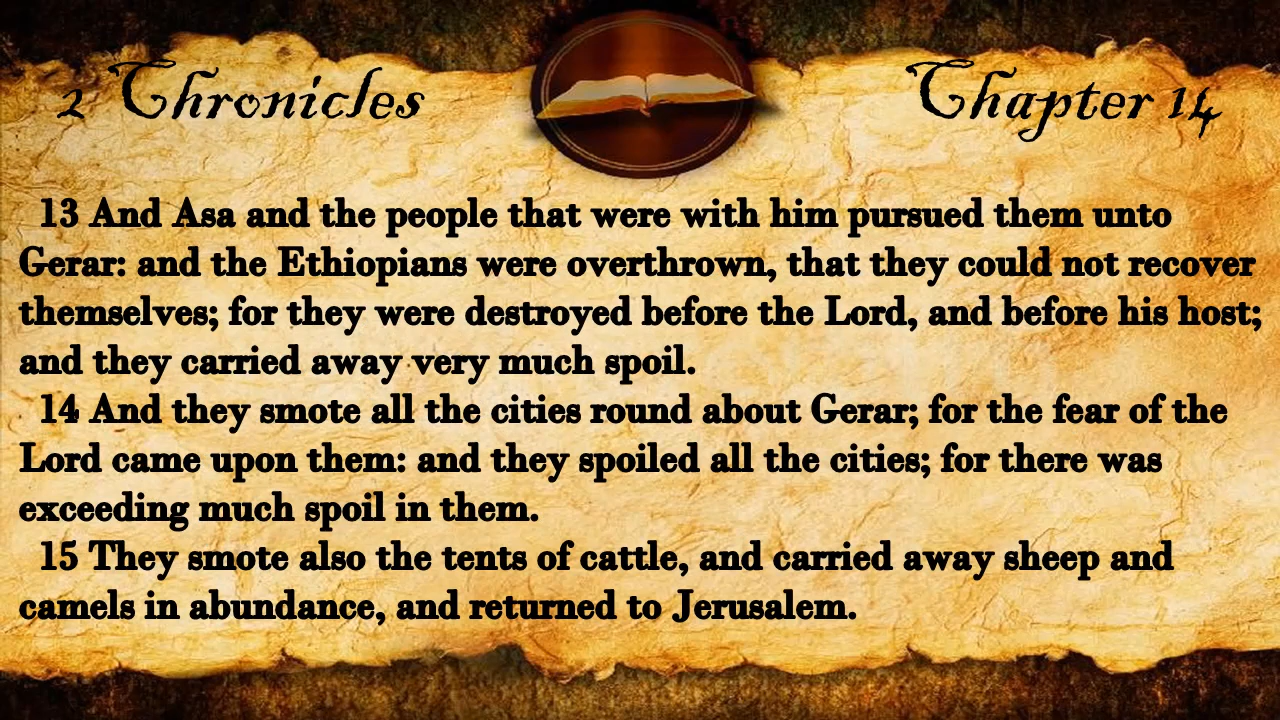 2 Chronicles
Chapter 14
13 And Asa and the people that were with him pursued them unto
Gerar: and the Ethiopians were overthrown, that they could not recover
themselves; for they were destroyed before the Lord, and before his host;
and they carried away very much spoil.
14 And they smote all the cities round about Gerar; for the fear of the
Lord came upon them: and they spoiled all the cities; for there was
exceeding much spoil in them.
15 They smote also the tents of cattle, and carried away sheep and
camels in abundance, and returned to Jerusalem.